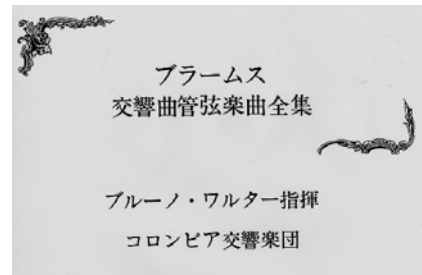 ブラームス
交響曲管弦楽曲全集
ブルーノ・ワルター指揮
コロンビア交響楽団